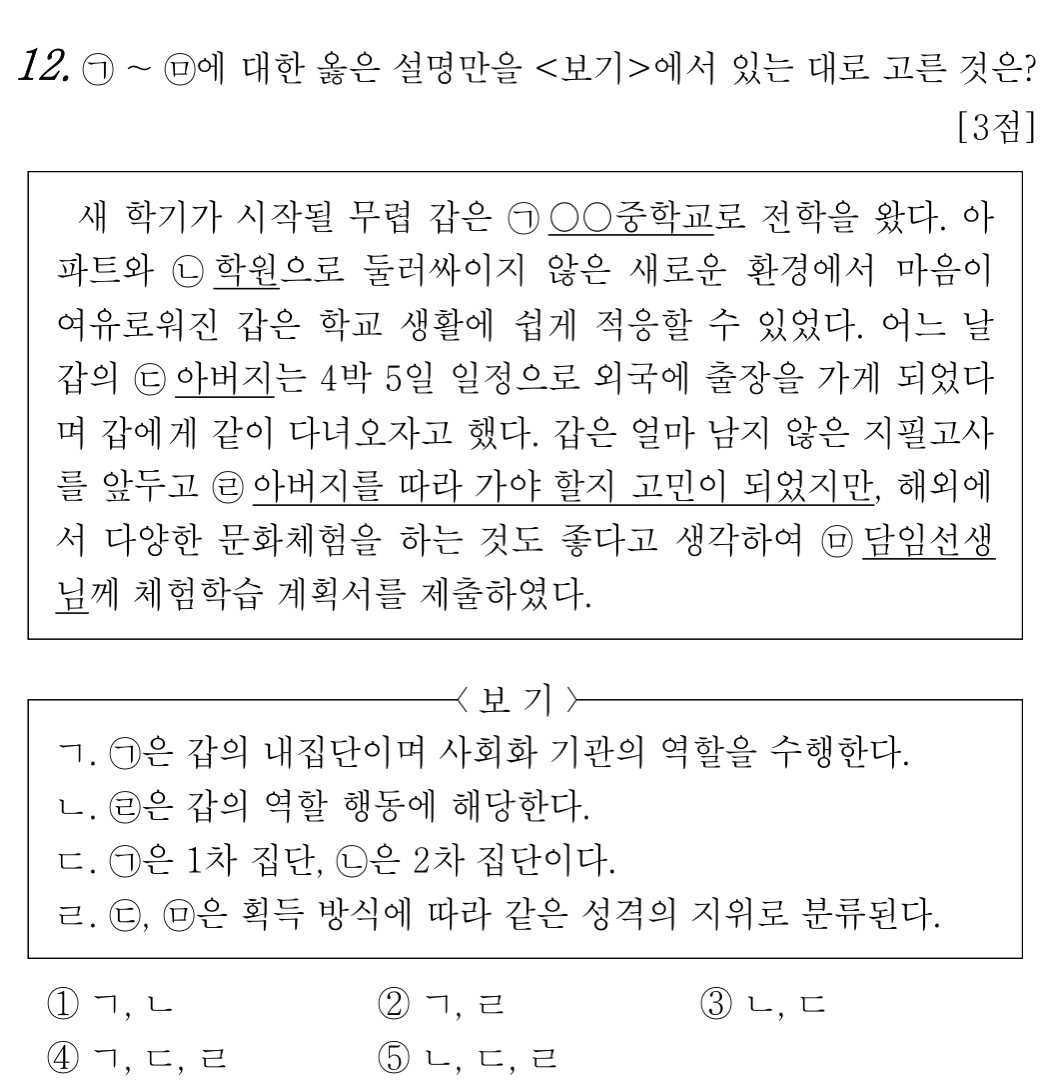 12. ㉠ ~ ㉤에 대한 옳은 설명만을 <보기>에서 있는 대로 고른 것은?
[3점]
새 학기가 시작될 무렵 갑은 ㉠ ○○중학교로 전학을 왔다. 아
파트와 ㉡ 학원으로 둘러싸이지 않은 새로운 환경에서 마음이
여유로워진 갑은 학교 생활에 쉽게 적응할 수 있었다. 어느 날
갑의 ㉢ 아버지는 4박 5일 일정으로 외국에 출장을 가게 되었다
며 갑에게 같이 다녀오자고 했다. 갑은 얼마 남지 않은 지필고사
를 앞두고 ㉣ 아버지를 따라 가야 할지 고민이 되었지만, 해외에
서 다양한 문화체험을 하는 것도 좋다고 생각하여 ㉤ 담임선생
님께 체험학습 계획서를 제출하였다.
<보 기>
ㄱ. ㉠은 갑의 내집단이며 사회화 기관의 역할을 수행한다.
ㄴ. ㉣은 갑의 역할 행동에 해당한다.
ㄷ. ㉠은 1차 집단, ㉡은 2차 집단이다.
ㄹ. ㉢, ㉤은 획득 방식에 따라 같은 성격의 지위로 분류된다.
① ㄱ, ㄴ ② ㄱ, ㄹ ③ ㄴ, ㄷ
④ ㄱ, ㄷ, ㄹ ⑤ ㄴ, ㄷ, ㄹ